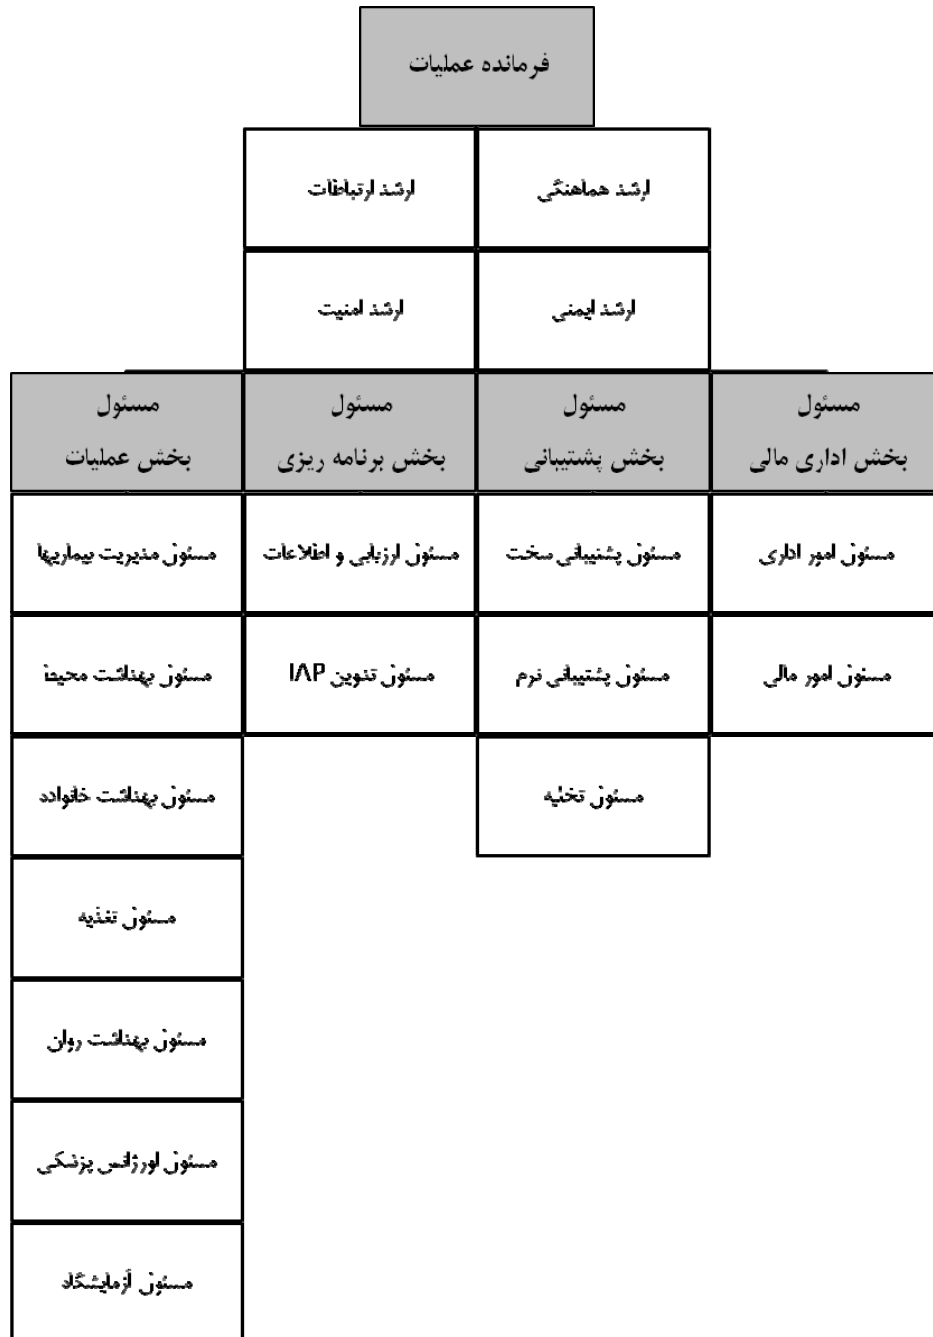 فرمانده عملیات
ارشد هماهنگی
ارشد ارتباطات
ارشد ایمنی
ارشد امنیت
مسئول
بخش اداری مالی
مسئول
بخش پشتیبانی
مسئول
بخش برنامه ریزی
مسئول
بخش عملیات
مسئول امور اداری
مسئول پشتیبانی سخت
مسئول ارزیابی و اطلاعات
مسئول مدیریت بیماریها
مسئول امور مالی
مسئول پشتیبانی نرم
مسئول تدوین IAP
مسئول بهداشت محیط
مسئول تخلیه
مسئول بهداشت خانواده
مسئول تغذیه
مسئول بهداشت روان
مسئول اورژانس پزشکی
مسئول آزمایشگاه